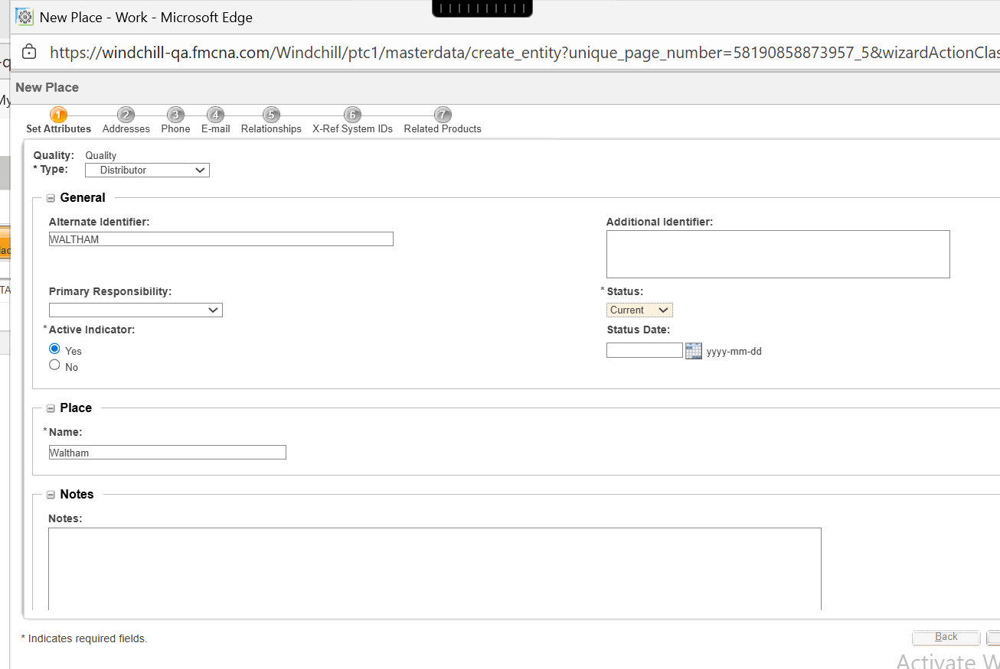 New Place - Work - Microsoft Edge
https://windchill-qa.fmcna.com/Windchill/ptc1/masterdata/create_entity?unique_page_number=58190858873957_5&wizardActionClas
New Place
1 2 3 4 5 6 7
Set Attributes Addresses Phone E-mail Relationships X-Ref System IDs Related Products
Quality: Quality
* Type: Distributor
General
Alternate Identifier: Additional Identifier:
WALTHAM
Primary Responsibility: * Status:
Current
* Active Indicator: Status Date:
Yes yyyy-mm-dd
No
Place
* Name:
Waltham
Notes
Notes:
* Indicates required fields.
Back
Activate W